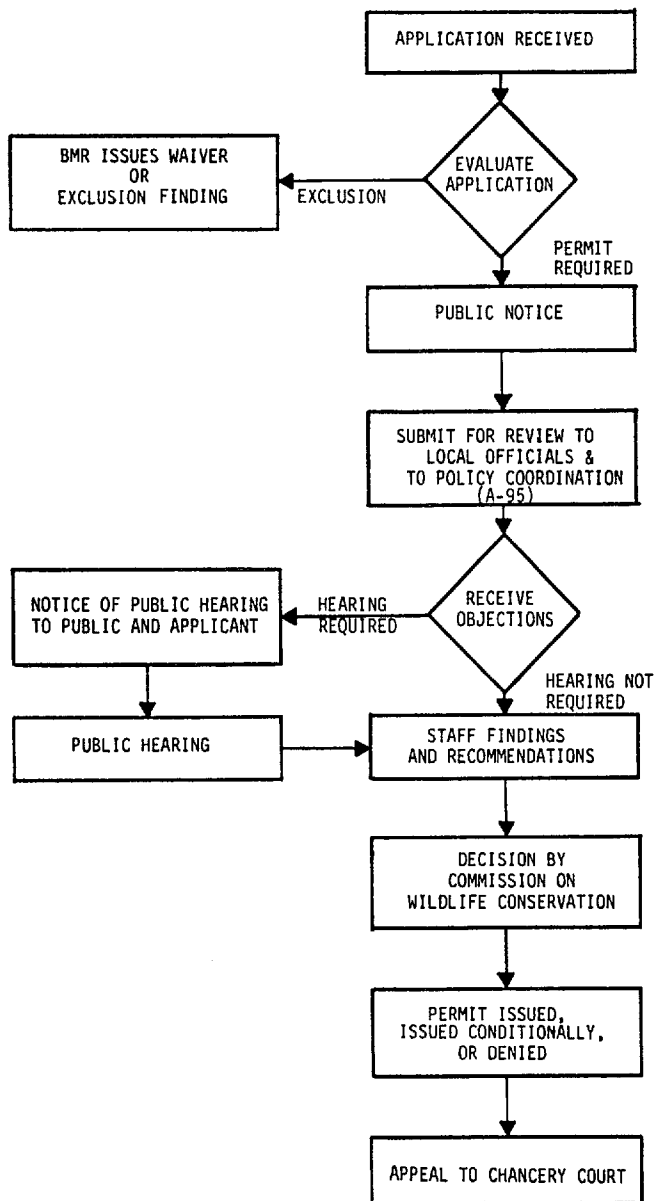 APPLICATION RECEIVED
EVALUATE
APPLICATION
EXCLUSION
BMR ISSUES WAIVER
OR
EXCLUSION FINDING
PERMIT
REQUIRED
PUBLIC NOTICE
SUBMIT FOR REVIEW TO
LOCAL OFFICIALS &
TO POLICY COORDINATION
(A-95)
RECEIVE
OBJECTIONS
HEARING
REQUIRED
NOTICE OF PUBLIC HEARING
TO PUBLIC AND APPLICANT
PUBLIC HEARING
HEARING NOT
REQUIRED
STAFF FINDINGS
AND RECOMMENDATIONS
DECISION BY
COMMISSION ON
WILDLIFE CONSERVATION
PERMIT ISSUED,
ISSUED CONDITIONALLY,
OR DENIED
APPEAL TO CHANCERY COURT